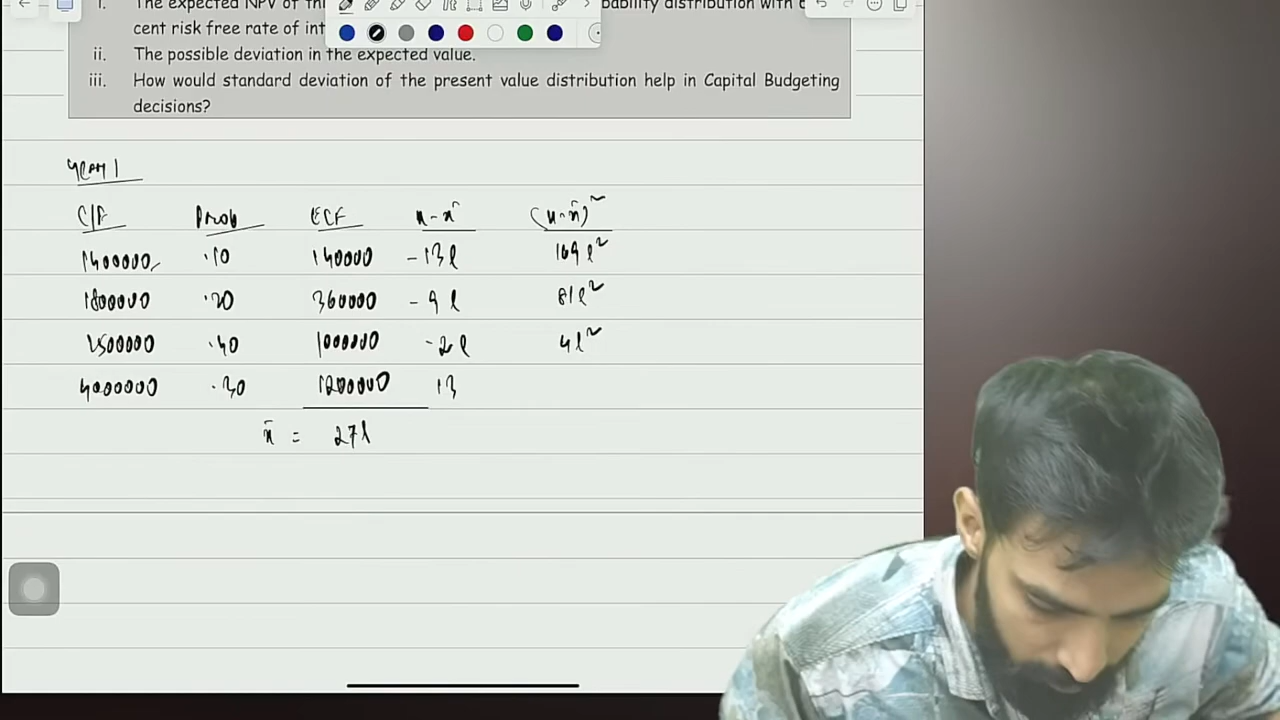 i. The expected NPV of th bability distribution with
cent risk free rate of int
ii. The possible deviation in the expected value.
iii. How would standard deviation of the present value distribution help in Capital Budgeting
decisions?
Year 1
C/F Prob ECF x-x̄ (x-x̄)²
1400000 .10 140000 -13l 169l²
1800000 .20 360000 -9l 81l²
2500000 .40 1000000 -2l 4l²
4000000 .30 1200000 13
x̄ = 27l